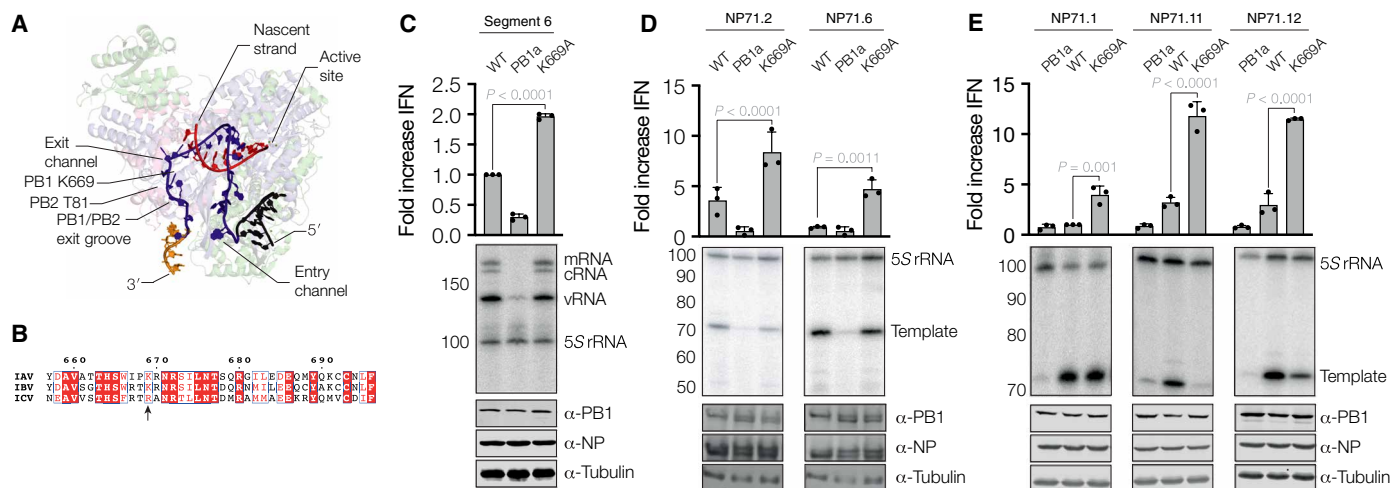 A
Nascent
strand
Active
site
Exit
channel
PB1 K669
PB2 T81
PB1/PB2
exit groove
3′
5′
Entry
channel
B
660 670 680 690
IAV YDAVATTHSWIPKRNRSILNTSQRGILEDEQMYQKCCNLF
IBV YDAVSGTHSWRTKRNRSILNTDQRNMILEEQCYAKCCNLF
ICV NEAVVSTHSFRTRANRTLLNTDMRAMMAEEKRYQMVCDIF
C
Segment 6
WT PB1a K669A
Fold increase IFN
2.5
2.0
1.5
1.0
0.5
0.0
P < 0.0001
150
100
mRNA
cRNA
vRNA
5S rRNA
α-PB1
α-NP
α-Tubulin
D
NP71.2 NP71.6
WT PB1a K669A WT PB1a K669A
Fold increase IFN
15
10
5
0
P < 0.0001
P = 0.0011
100
90
80
70
60
50
5S rRNA
Template
α-PB1
α-NP
α-Tubulin
E
NP71.1 NP71.11 NP71.12
PB1a WT K669A PB1a WT K669A PB1a WT K669A
Fold increase IFN
15
10
5
0
P = 0.001
P < 0.0001
P < 0.0001
100
90
80
70
5S rRNA
Template
α-PB1
α-NP
α-Tubulin